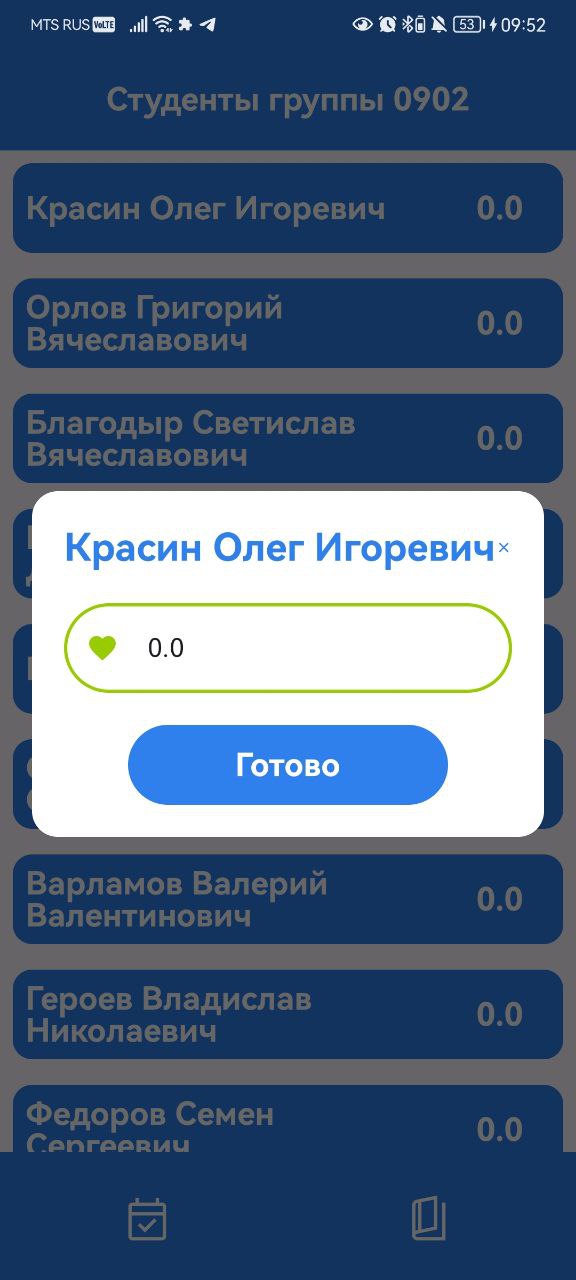 MTS RUS VoLTE 53 09:52
Студенты группы 0902
Красин Олег Игоревич 0.0
Орлов Григорий
Вячеславович 0.0
Благодыр Светислав
Вячеславович 0.0
Красин Олег Игоревич ×
0.0
Готово
Варламов Валерий
Валентинович 0.0
Героев Владислав
Николаевич 0.0
Федоров Семен
Сергеевич 0.0